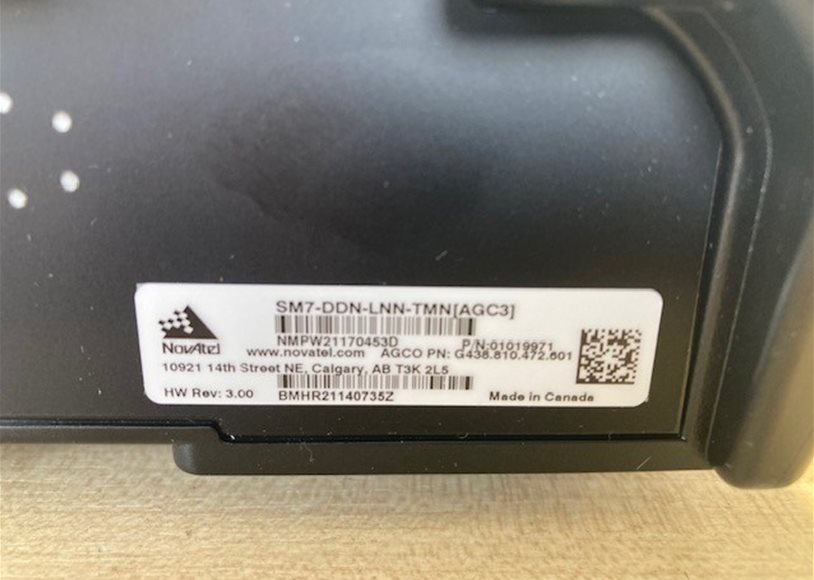 SM7-DDN-LNN-TMN[AGC3]
NMPW21170453D P/N:01019971
NovAtel www.novatel.com AGCO PN: G438.810.472.601
10921 14th Street NE, Calgary, AB T3K 2L5
HW Rev: 3.00 BMHR21140735Z Made in Canada